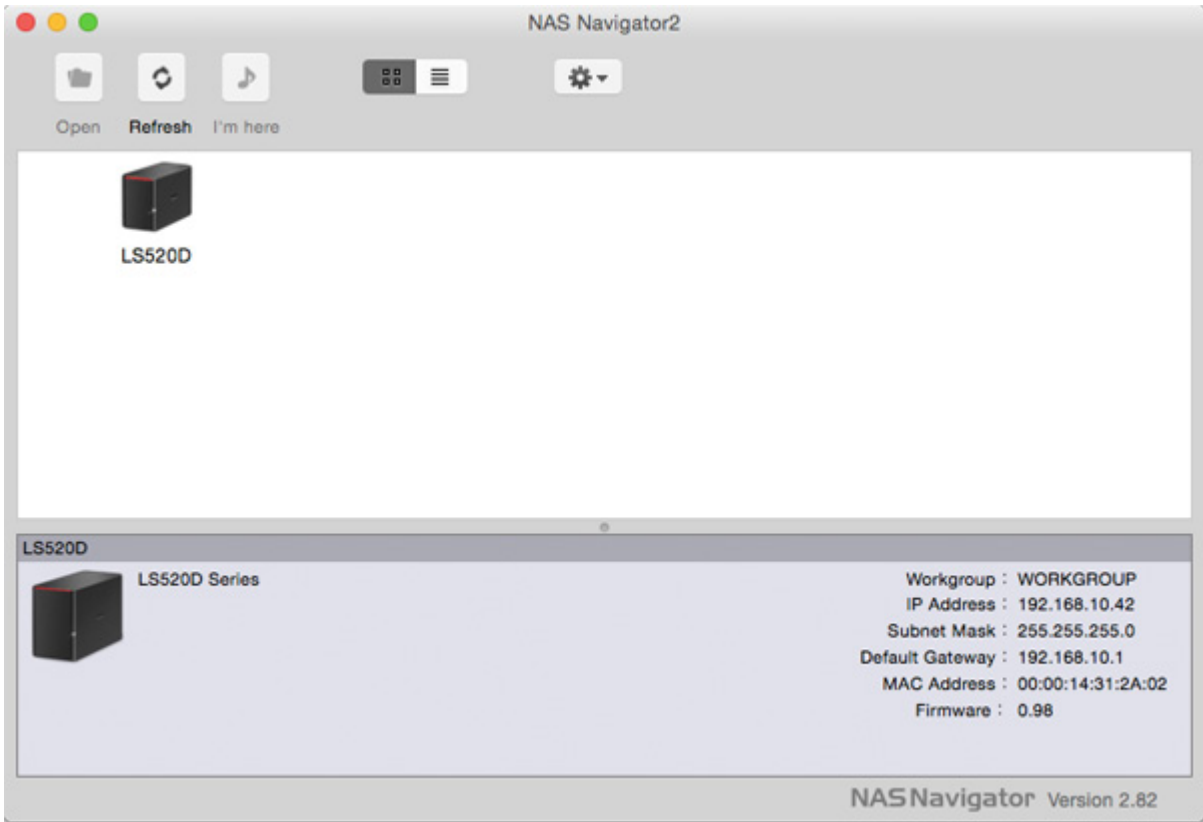 NAS Navigator2
Open Refresh I'm here
LS520D
LS520D
LS520D Series
Workgroup : WORKGROUP
IP Address : 192.168.10.42
Subnet Mask : 255.255.255.0
Default Gateway : 192.168.10.1
MAC Address : 00:00:14:31:2A:02
Firmware : 0.98
NASNavigator Version 2.82